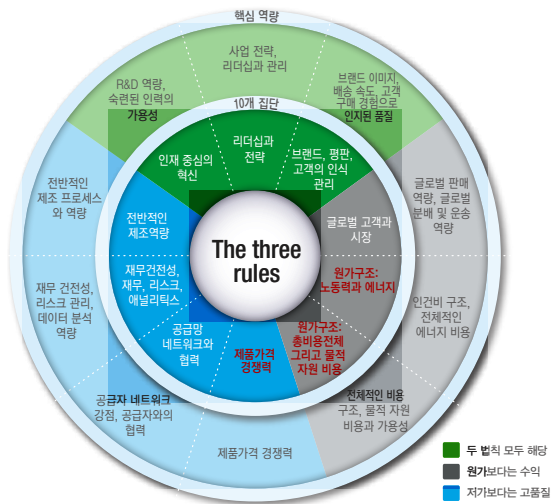 핵심 역량
사업 전략,
리더십과 관리
R&D 역량,
숙련된 인력의
가용성
브랜드 이미지,
배송 속도, 고객
구매 경험으로
인지된 품질
10개 집단
리더십과
전략
인재 중심의
혁신
브랜드, 평판,
고객의 인식
관리
전반적인
제조 프로세스
와 역량
전반적인
제조역량
글로벌 고객과
시장
글로벌 판매
역량, 글로벌
분배 및 운송
역량
The three
rules
재무 건전성,
리스크 관리,
데이터 분석
역량
재무건전성,
재무, 리스크,
애널리틱스
원가구조:
노동력과 에너지
인건비 구조,
전체적인
에너지 비용
공급망
네트워크와
협력
제품가격
경쟁력
원가구조:
총비용전체
그리고 물적
자원 비용
공급자 네트워크
강점, 공급자와의
협력
제품가격 경쟁력
전체적인 비용
구조, 물적 자원
비용과 가용성
두 법칙 모두 해당
원가보다는 수익
저가보다는 고품질